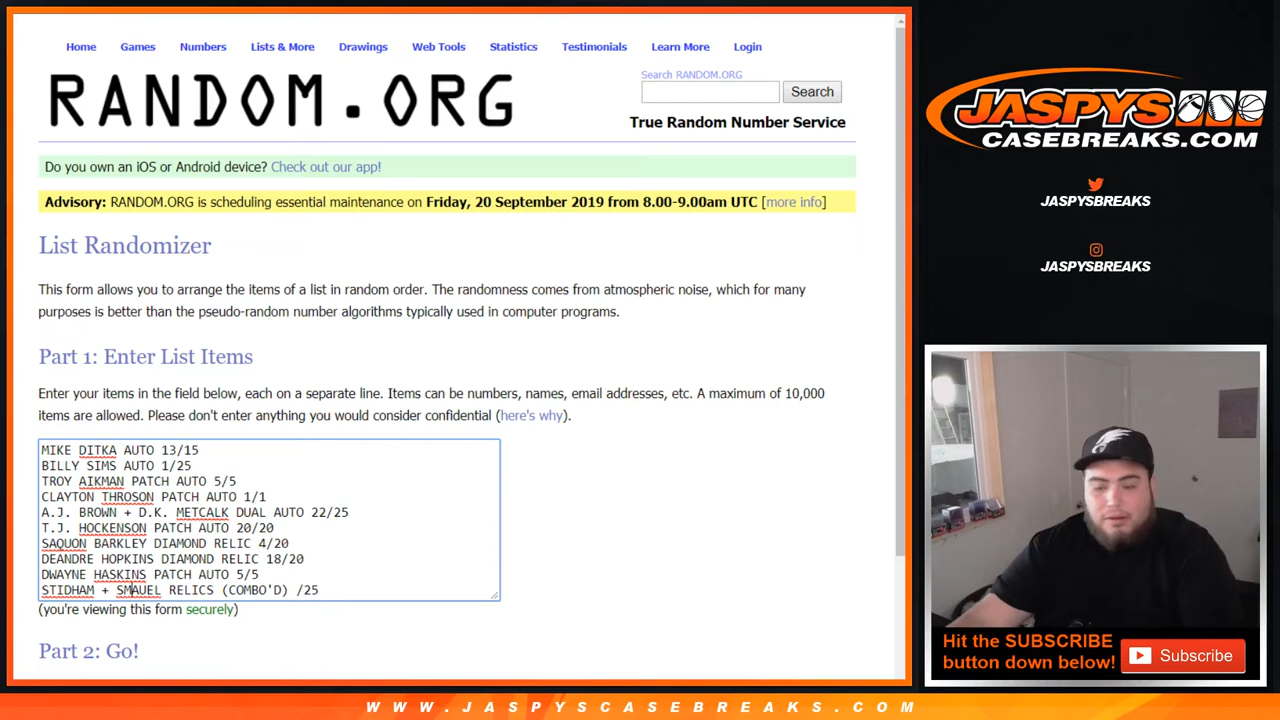 Home Games Numbers Lists & More Drawings Web Tools Statistics Testimonials Learn More Login
RANDOM.ORG
Search RANDOM.ORG
Search
True Random Number Service
Do you own an iOS or Android device? Check out our app!
Advisory: RANDOM.ORG is scheduling essential maintenance on Friday, 20 September 2019 from 8.00-9.00am UTC [more info]
List Randomizer
This form allows you to arrange the items of a list in random order. The randomness comes from atmospheric noise, which for many
purposes is better than the pseudo-random number algorithms typically used in computer programs.
Part 1: Enter List Items
Enter your items in the field below, each on a separate line. Items can be numbers, names, email addresses, etc. A maximum of 10,000
items are allowed. Please don't enter anything you would consider confidential (here's why).
MIKE DITKA AUTO 13/15
BILLY SIMS AUTO 1/25
TROY AIKMAN PATCH AUTO 5/5
CLAYTON THROSON PATCH AUTO 1/1
A.J. BROWN + D.K. METCALK DUAL AUTO 22/25
T.J. HOCKENSON PATCH AUTO 20/20
SAQUON BARKLEY DIAMOND RELIC 4/20
DEANDRE HOPKINS DIAMOND RELIC 18/20
DWAYNE HASKINS PATCH AUTO 5/5
STIDHAM + SMAUEL RELICS (COMBO'D) /25
(you're viewing this form securely)
Part 2: Go!
JASPYS
CASEBREAKS.COM
JASPYSBREAKS
JASPYSBREAKS
Hit the SUBSCRIBE
button down below!
Subscribe
WWW.JASPYSCASEBREAKS.COM